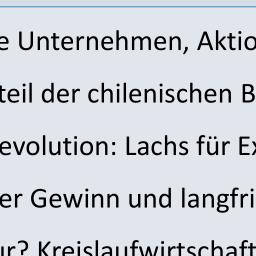 e Unternehmen, Aktio
teil der chilenischen B
evolution: Lachs für Ex
er Gewinn und langfri
ur? Kreislaufwirtschaft